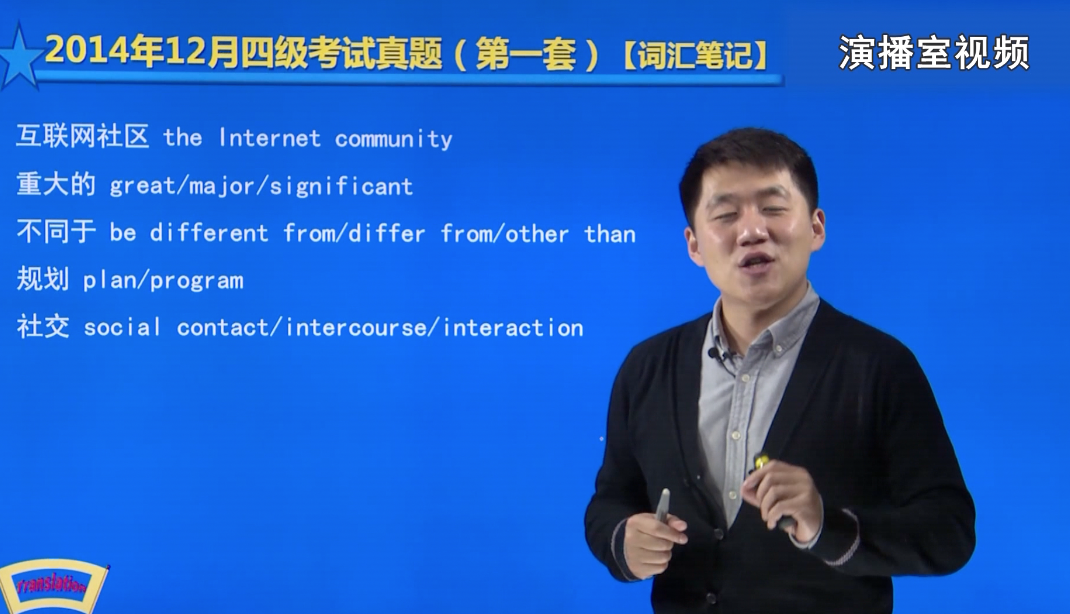 2014年12月四级考试真题（第一套）【词汇笔记】
演播室视频
互联网社区 the Internet community
重大的 great/major/significant
不同于 be different from/differ from/other than
规划 plan/program
社交 social contact/intercourse/interaction
Translation